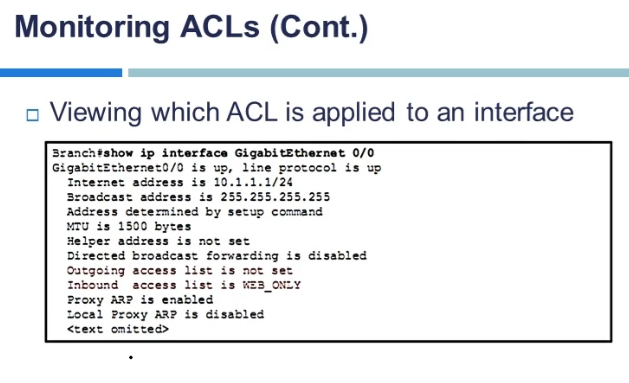 Monitoring ACLs (Cont.)
Viewing which ACL is applied to an interface
Branch#show ip interface GigabitEthernet 0/0
GigabitEthernet0/0 is up, line protocol is up
Internet address is 10.1.1.1/24
Broadcast address is 255.255.255.255
Address determined by setup command
MTU is 1500 bytes
Helper address is not set
Directed broadcast forwarding is disabled
Outgoing access list is not set
Inbound  access list is WEB_ONLY
Proxy ARP is enabled
Local Proxy ARP is disabled
<text omitted>